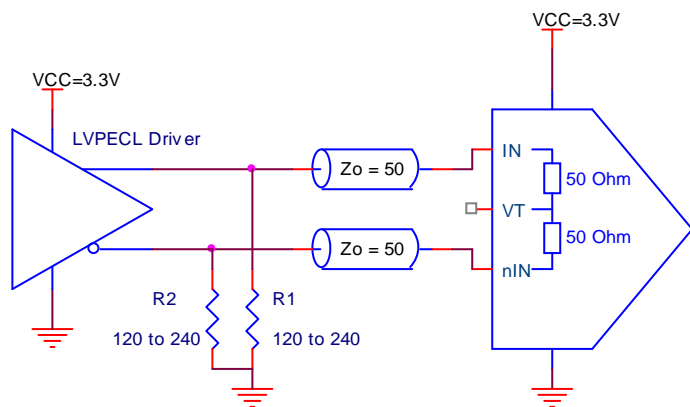 VCC=3.3V
VCC=3.3V
LVPECL Driver
Zo = 50
IN
50 Ohm
VT
Zo = 50
50 Ohm
nIN
R2
R1
120 to 240
120 to 240